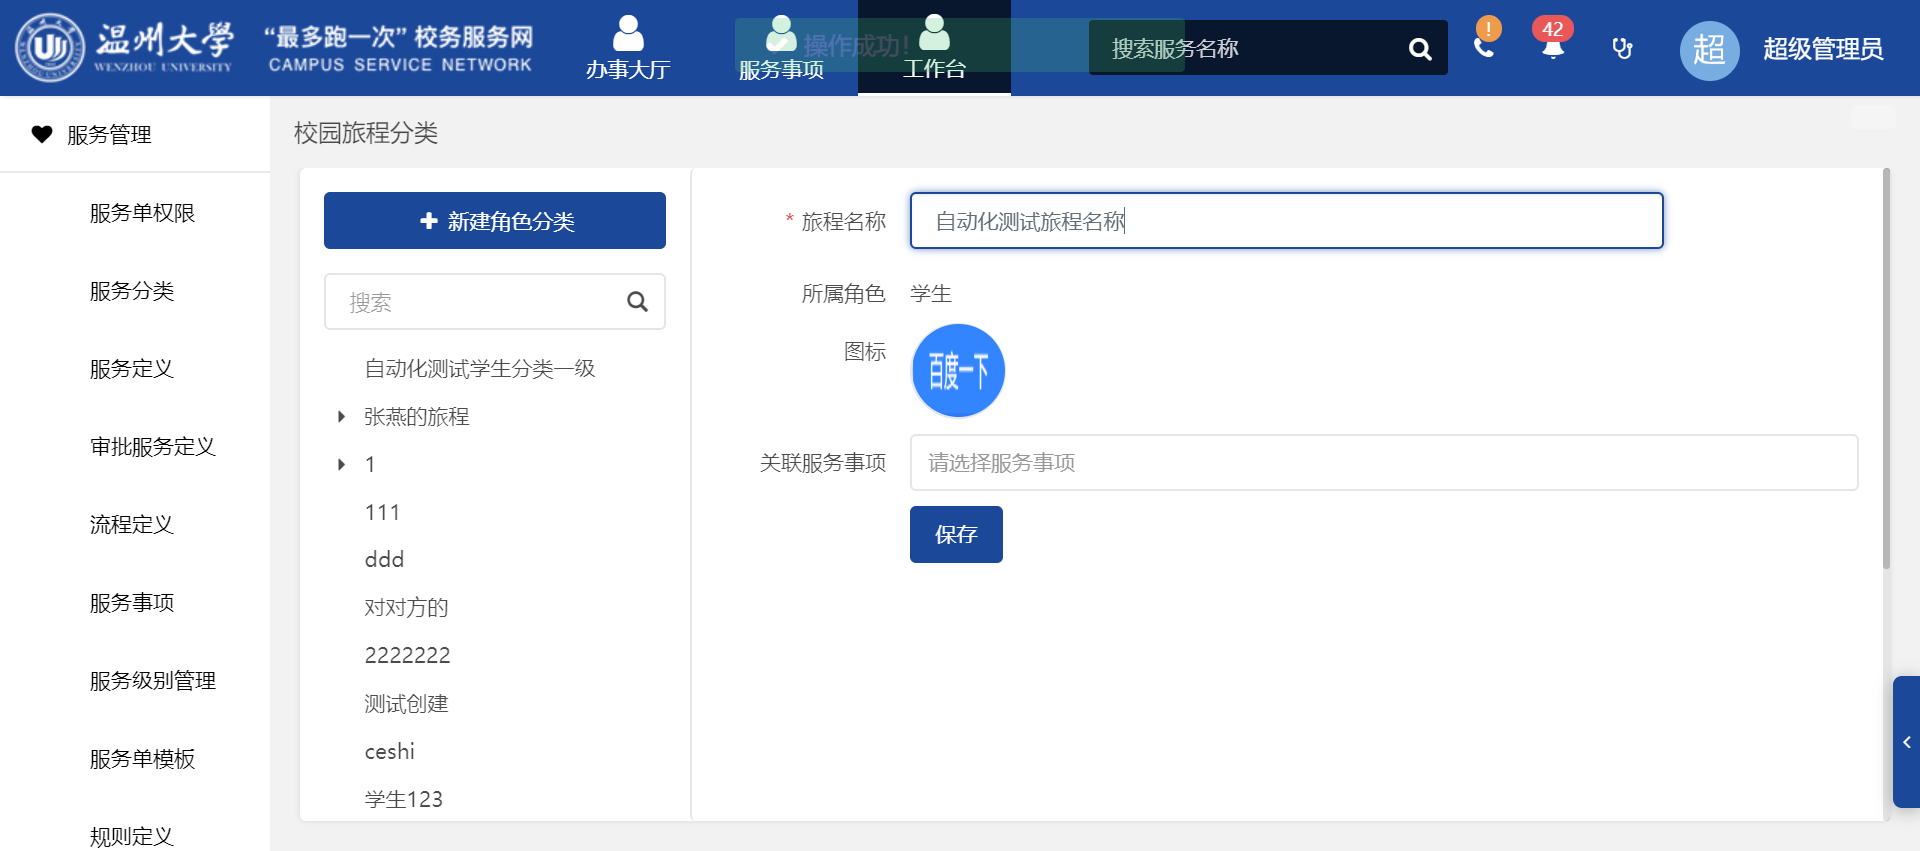 温州大学
WENZHOU UNIVERSITY
“最多跑一次”校务服务网
CAMPUS SERVICE NETWORK
办事大厅
服务事项
操作成功!
工作台
搜索服务名称
!
42
超
超级管理员
服务管理
服务单权限
服务分类
服务定义
审批服务定义
流程定义
服务事项
服务级别管理
服务单模板
规则定义
校园旅程分类
新建角色分类
搜索
自动化测试学生分类一级
张燕的旅程
1
111
ddd
对对方的
2222222
测试创建
ceshi
学生123
* 旅程名称
自动化测试旅程名称
所属角色
学生
图标
百度一下
关联服务事项
请选择服务事项
保存